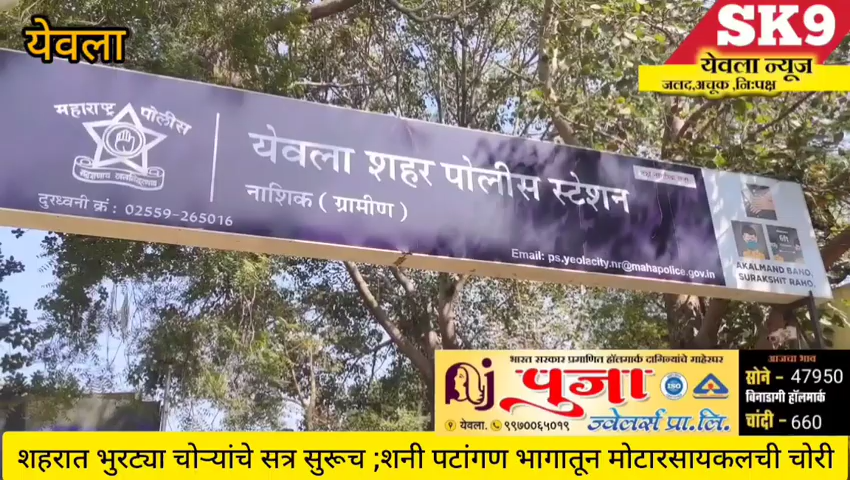 येवला
SK9
येवला न्यूज
जलद,अचूक ,नि:पक्ष
महाराष्ट्र पोलीस
येवला शहर पोलीस स्टेशन
नाशिक ( ग्रामीण )
दुरध्वनी क्रं : 02559-265016
Email: ps.yeolacity.nr@mahapolice.gov.in
AKALMAND BANO,
SURAKSHIT RAHO.
भारत सरकार प्रमाणित हॉलमार्क दागिन्यांचे माहेरघर
पुजा
ज्वेलर्स प्रा.लि.
येवला. 9970065019
आजचा भाव
सोने - 47950
बिनाडागी हॉलमार्क
चांदी - 660
शहरात भुरट्या चोऱ्यांचे सत्र सुरूच ;शनी पटांगण भागातून मोटारसायकलची चोरी